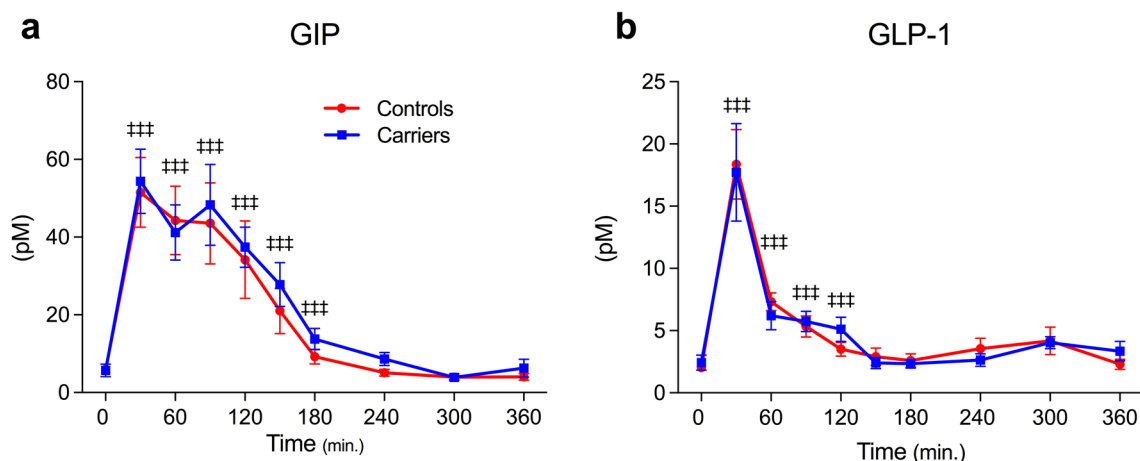 a
GIP
80
60
40
20
0
(pM)
‡‡‡
‡‡‡
‡‡‡
‡‡‡
‡‡‡
‡‡‡
Controls
Carriers
0 60 120 180 240 300 360
Time (min.)
b
GLP-1
25
20
15
10
5
0
(pM)
‡‡‡
‡‡‡
‡‡‡
‡‡‡
0 60 120 180 240 300 360
Time (min.)